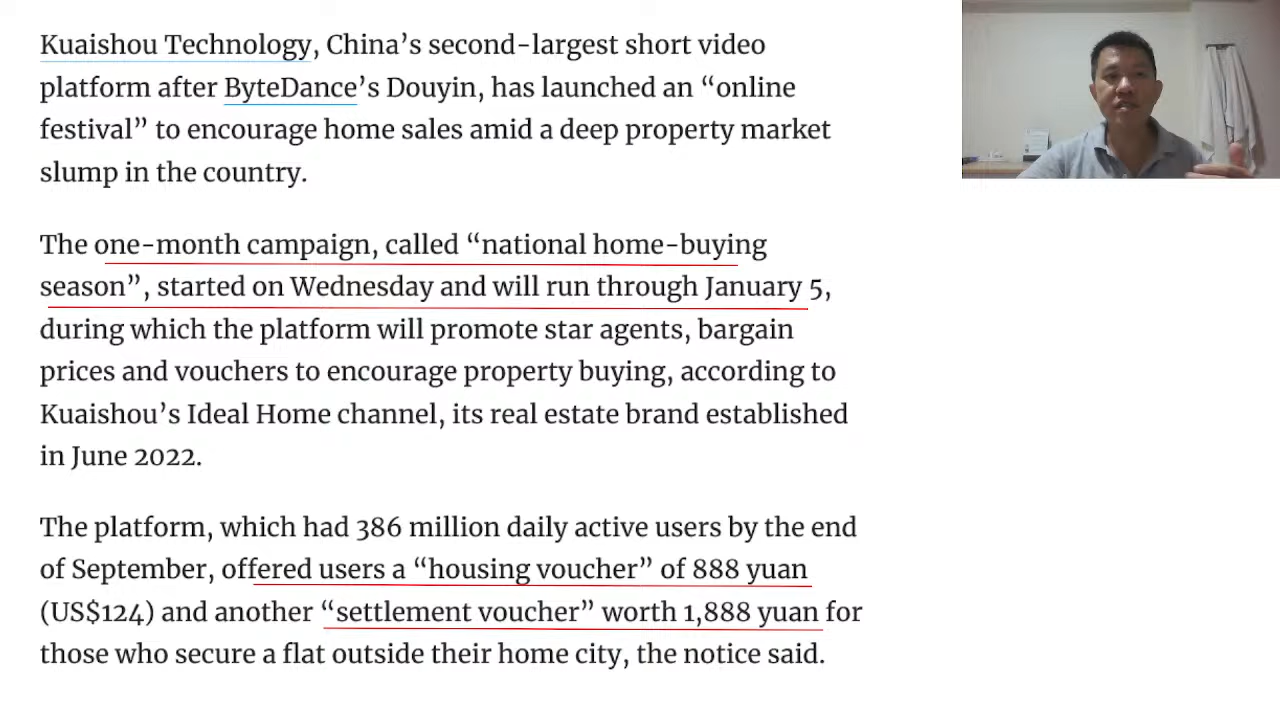 Kuaishou Technology, China’s second-largest short video
platform after ByteDance’s Douyin, has launched an “online
festival” to encourage home sales amid a deep property market
slump in the country.
The one-month campaign, called “national home-buying
season”, started on Wednesday and will run through January 5,
during which the platform will promote star agents, bargain
prices and vouchers to encourage property buying, according to
Kuaishou’s Ideal Home channel, its real estate brand established
in June 2022.
The platform, which had 386 million daily active users by the end
of September, offered users a “housing voucher” of 888 yuan
(US$124) and another “settlement voucher” worth 1,888 yuan for
those who secure a flat outside their home city, the notice said.